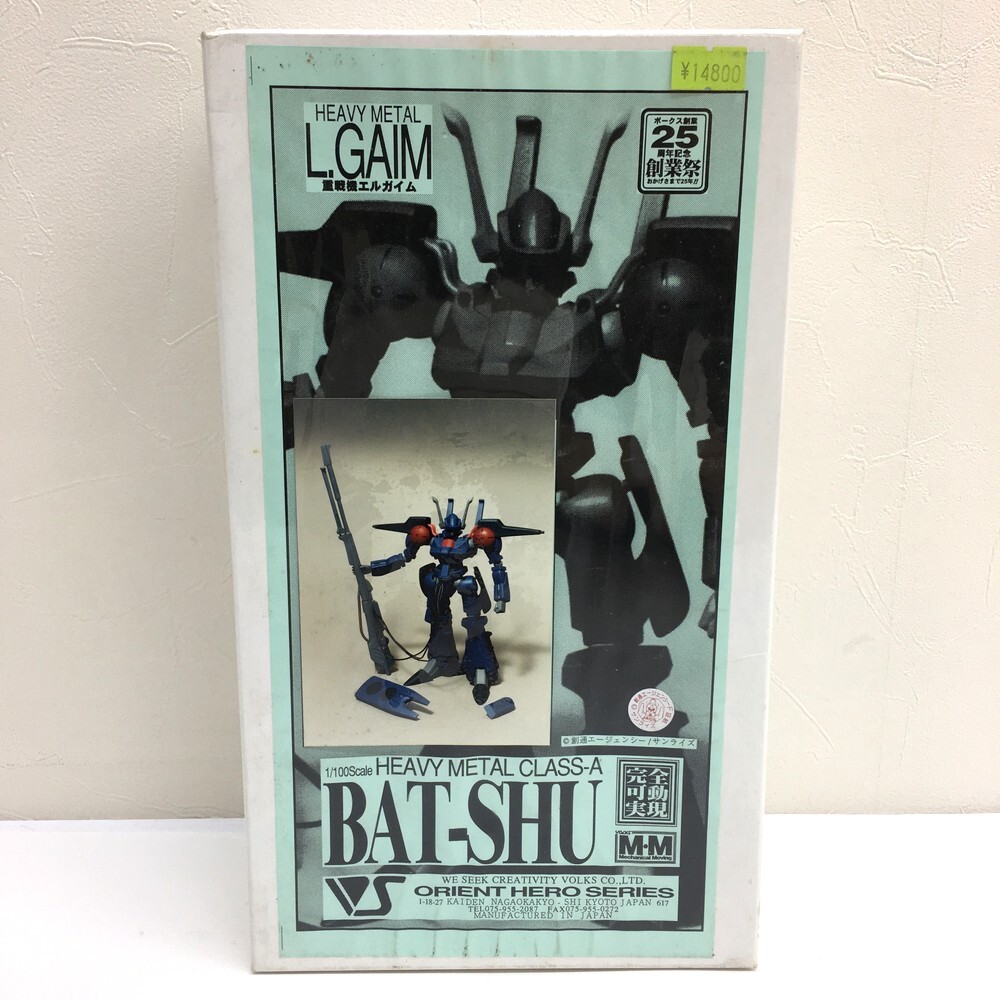 ¥14800
HEAVY METAL
L.GAIM
重戦機エルガイム
ボークス創業
25
周年記念
創業祭
おかげさまで25年!!
©創通エージェンシー/サンライズ
1/100Scale HEAVY METAL CLASS-A
BAT-SHU
完全
可動
実現
VOLKS
M·M
Mechanical Moving
VS
WE SEEK CREATIVITY VOLKS CO.,LTD.
ORIENT HERO SERIES
1-18-27 KAIDEN NAGAOKAKYO-SHI KYOTO JAPAN 617
TEL075-955-2087 FAX075-955-0272
MANUFACTURED IN JAPAN